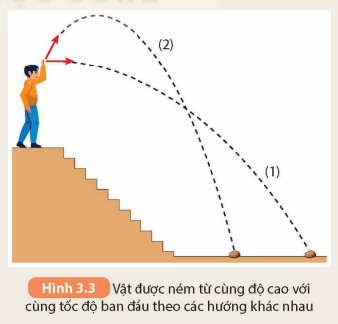 (2)
(1)
Hình 3.3 Vật được ném từ cùng độ cao với
cùng tốc độ ban đầu theo các hướng khác nhau